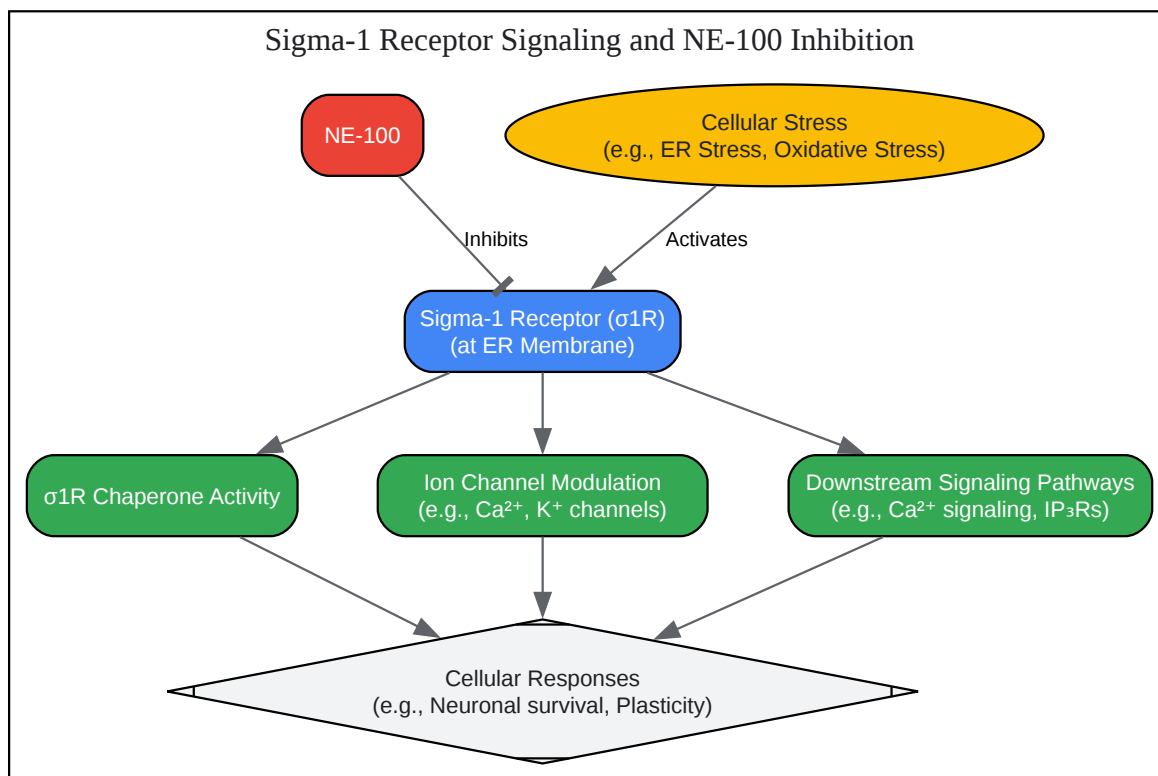 Sigma-1 Receptor Signaling and NE-100 Inhibition
NE-100
Cellular Stress
(e.g., ER Stress, Oxidative Stress)
Inhibits
Activates
Sigma-1 Receptor (σ1R)
(at ER Membrane)
σ1R Chaperone Activity
Ion Channel Modulation
(e.g., Ca²⁺, K⁺ channels)
Downstream Signaling Pathways
(e.g., Ca²⁺ signaling, IP₃Rs)
Cellular Responses
(e.g., Neuronal survival, Plasticity)